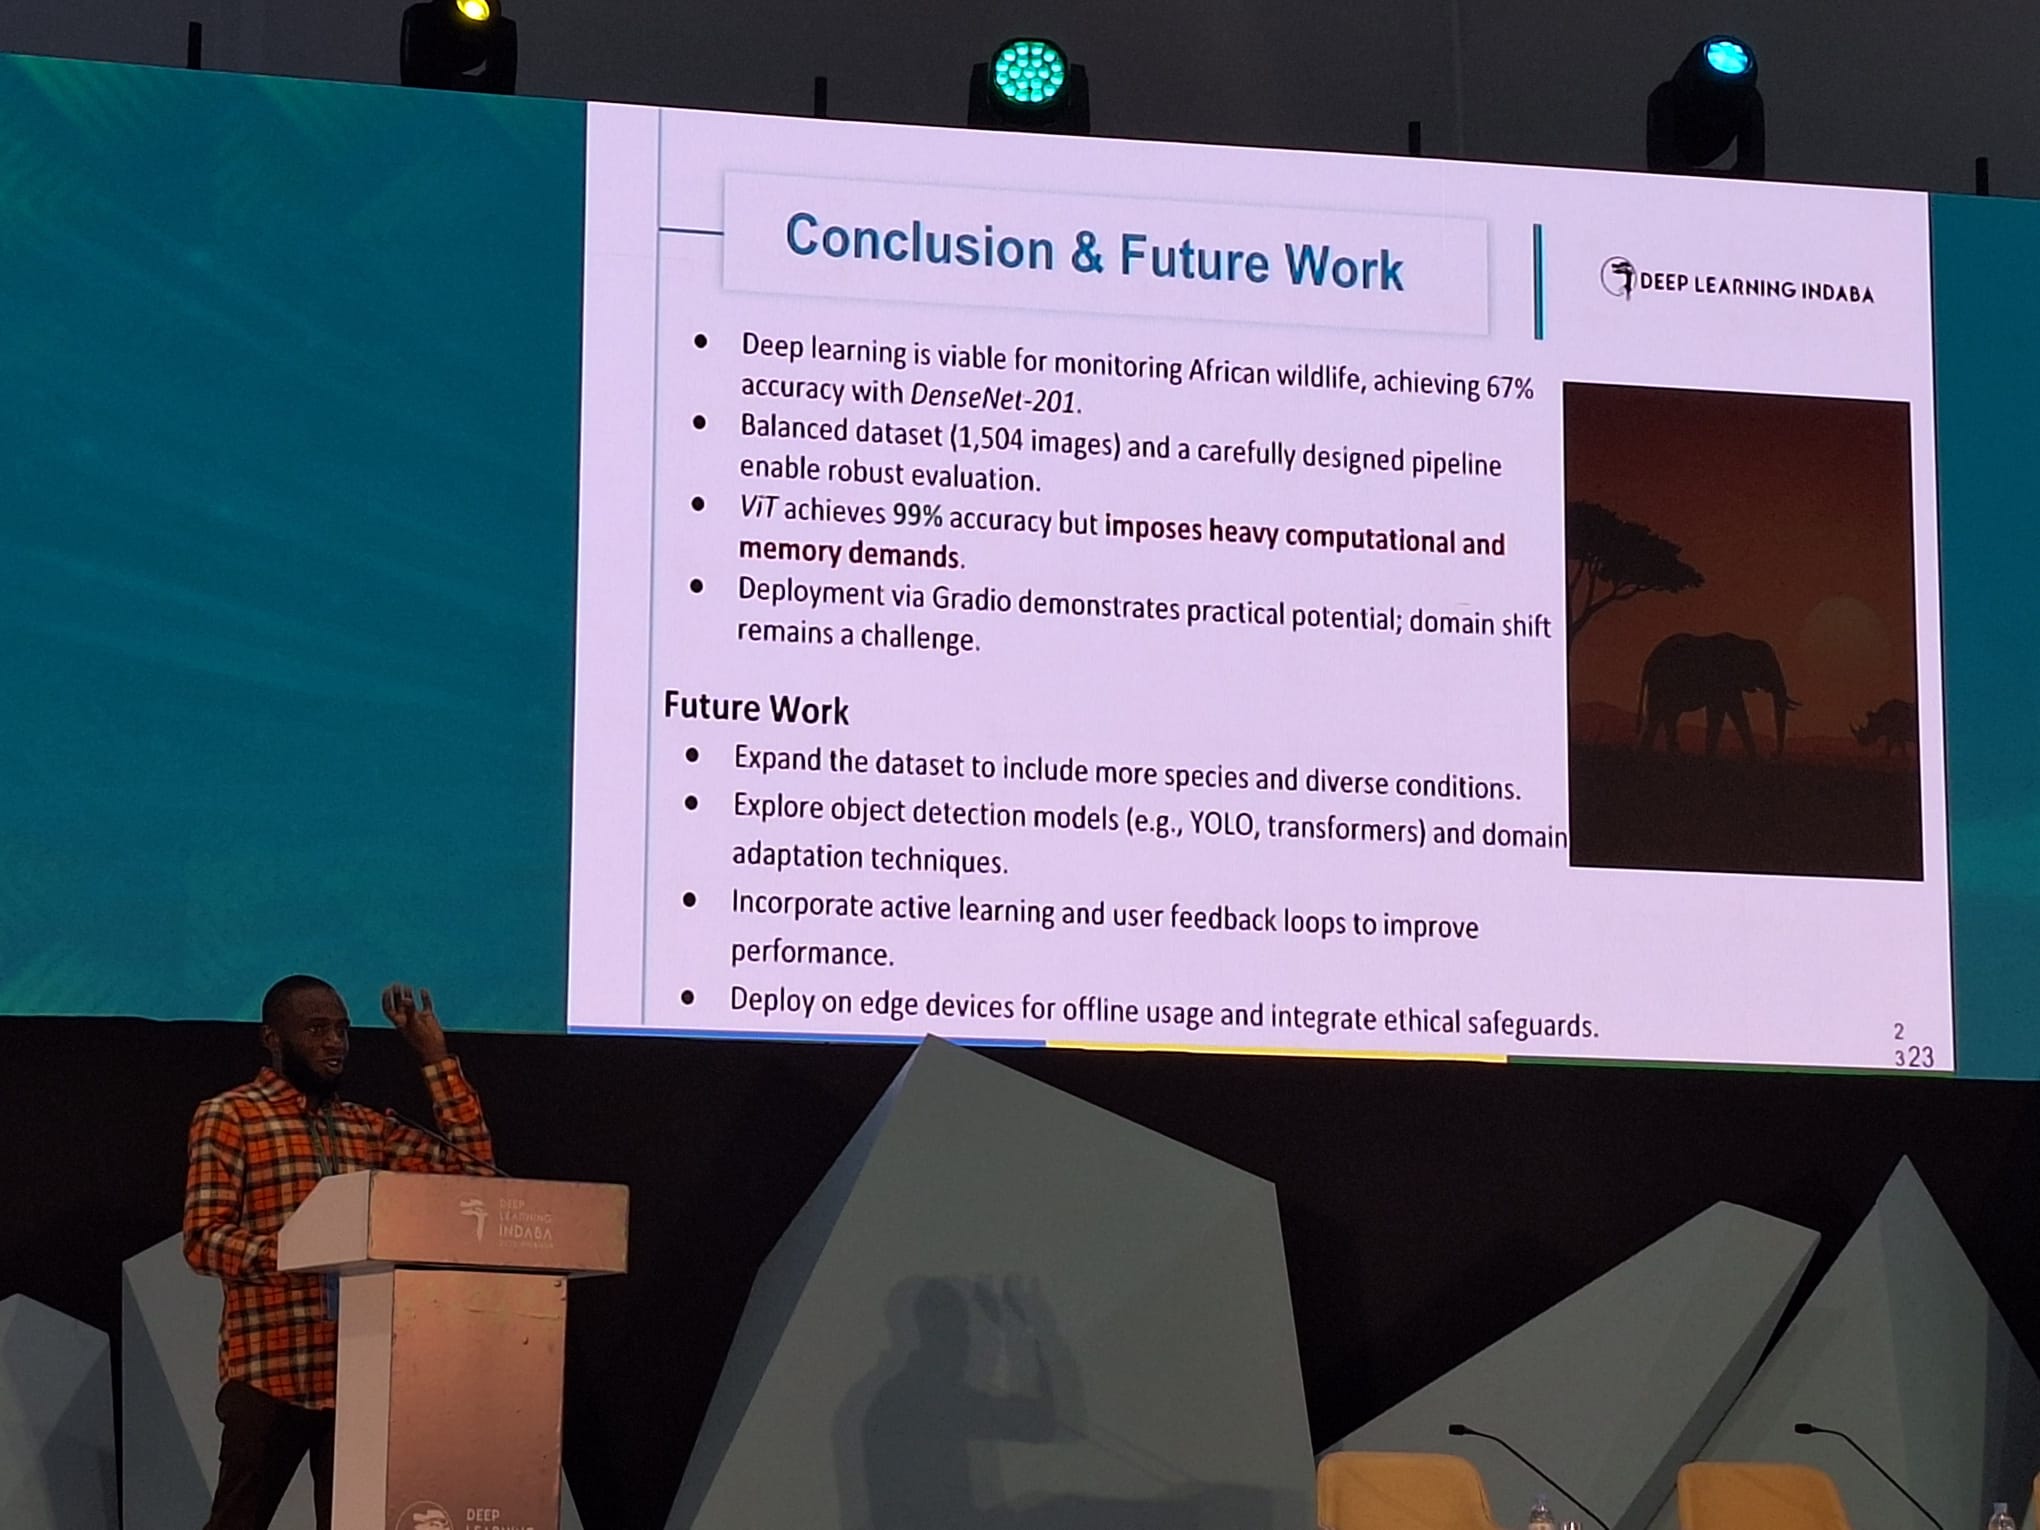 Conclusion & Future Work
DEEP LEARNING INDABA
• Deep learning is viable for monitoring African wildlife, achieving 67%
accuracy with DenseNet-201.
• Balanced dataset (1,504 images) and a carefully designed pipeline
enable robust evaluation.
• ViT achieves 99% accuracy but imposes heavy computational and
memory demands.
• Deployment via Gradio demonstrates practical potential; domain shift
remains a challenge.
Future Work
• Expand the dataset to include more species and diverse conditions.
• Explore object detection models (e.g., YOLO, transformers) and domain
adaptation techniques.
• Incorporate active learning and user feedback loops to improve
performance.
• Deploy on edge devices for offline usage and integrate ethical safeguards.
2
3 23
DEEP
LEARNING
INDABA
DEEP